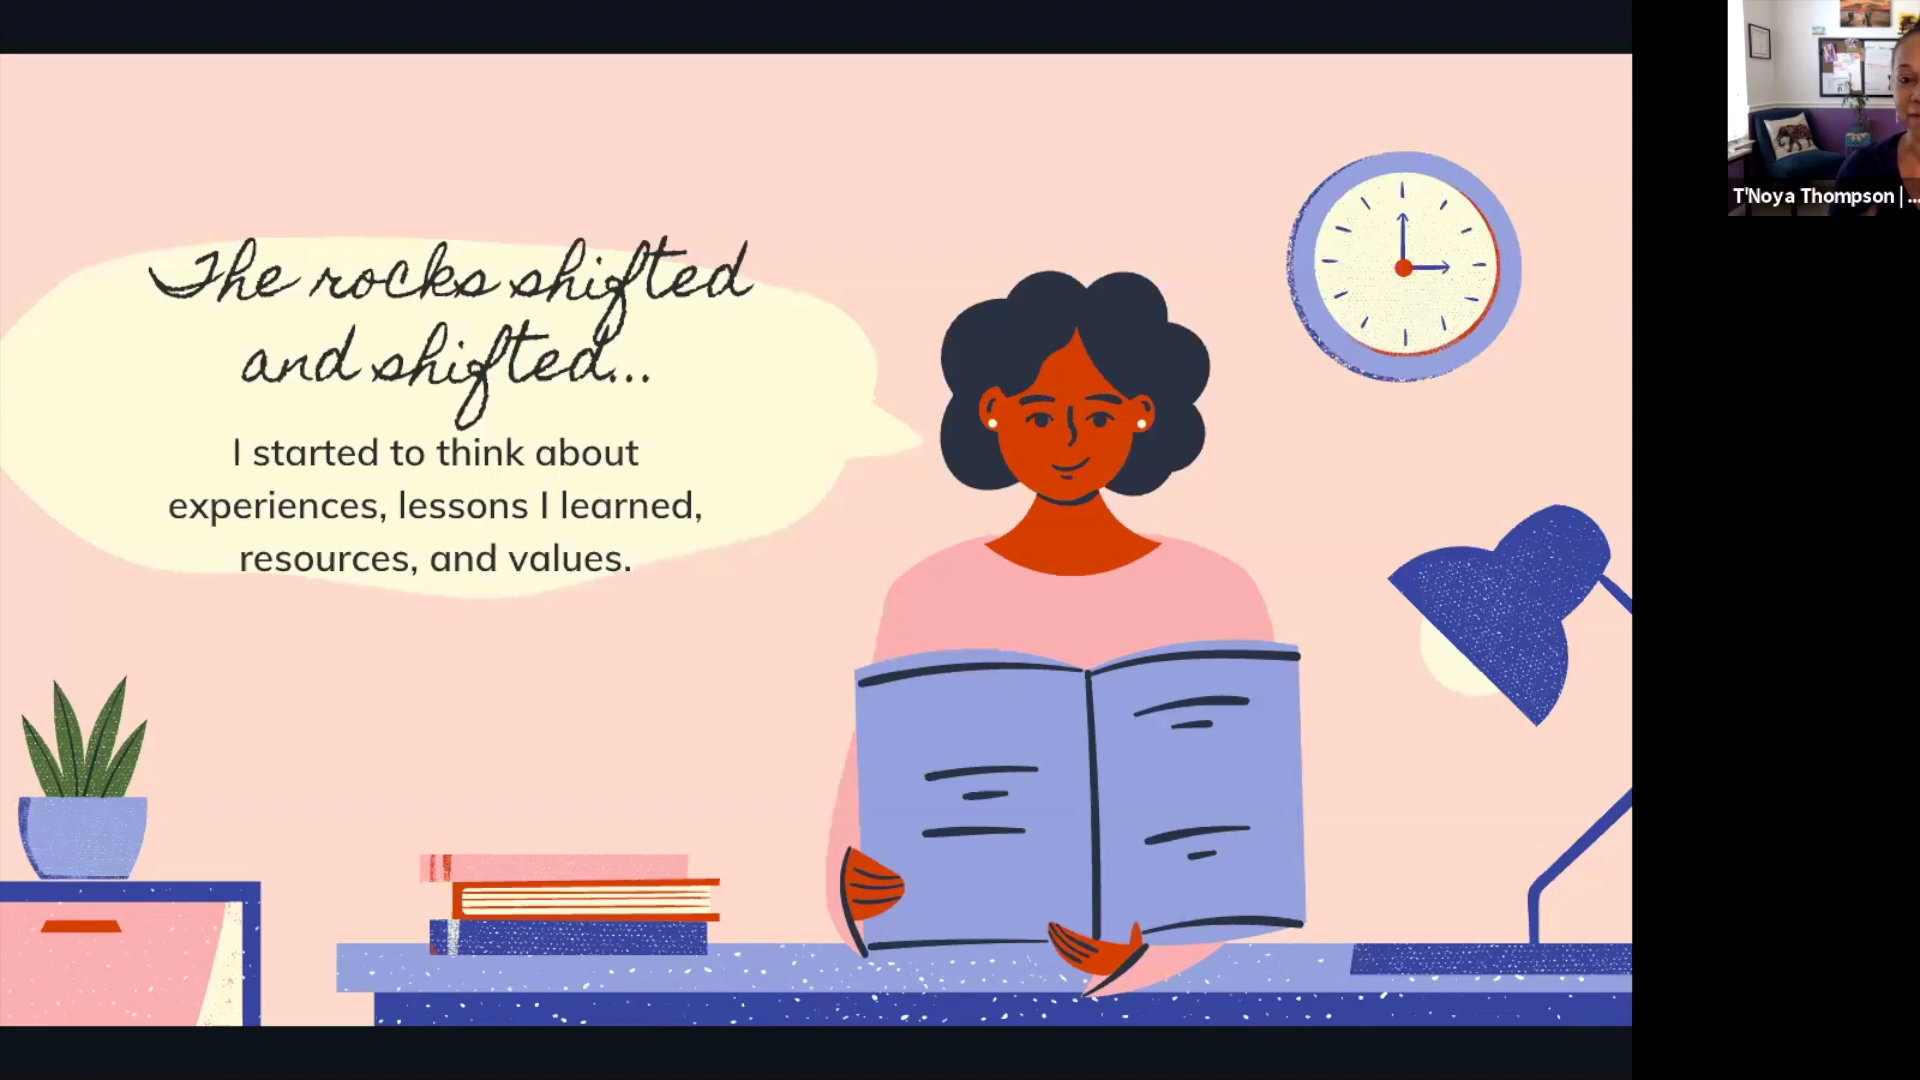 The rocks shifted
and shifted...
I started to think about
experiences, lessons I learned,
resources, and values.
T'Noya Thompson | ...